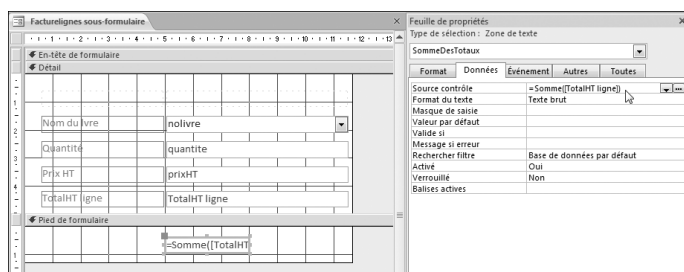 Facturelignes sous-formulaire
En-tête de formulaire
Détail
Nom du lvre
nolivre
Quantité
quantite
Prix HT
prixHT
TotalHT ligne
TotalHT ligne
Pied de formulaire
=Somme([TotalHT
Feuille de propriétés
Type de sélection : Zone de texte
SommeDesTotaux
Format Données Événement Autres Toutes
Source contrôle =Somme([TotalHT ligne])
Format du texte Texte brut
Masque de saisie
Valeur par défaut
Valide si
Message si erreur
Rechercher filtre Base de données par défaut
Activé Oui
Verrouillé Non
Balises actives